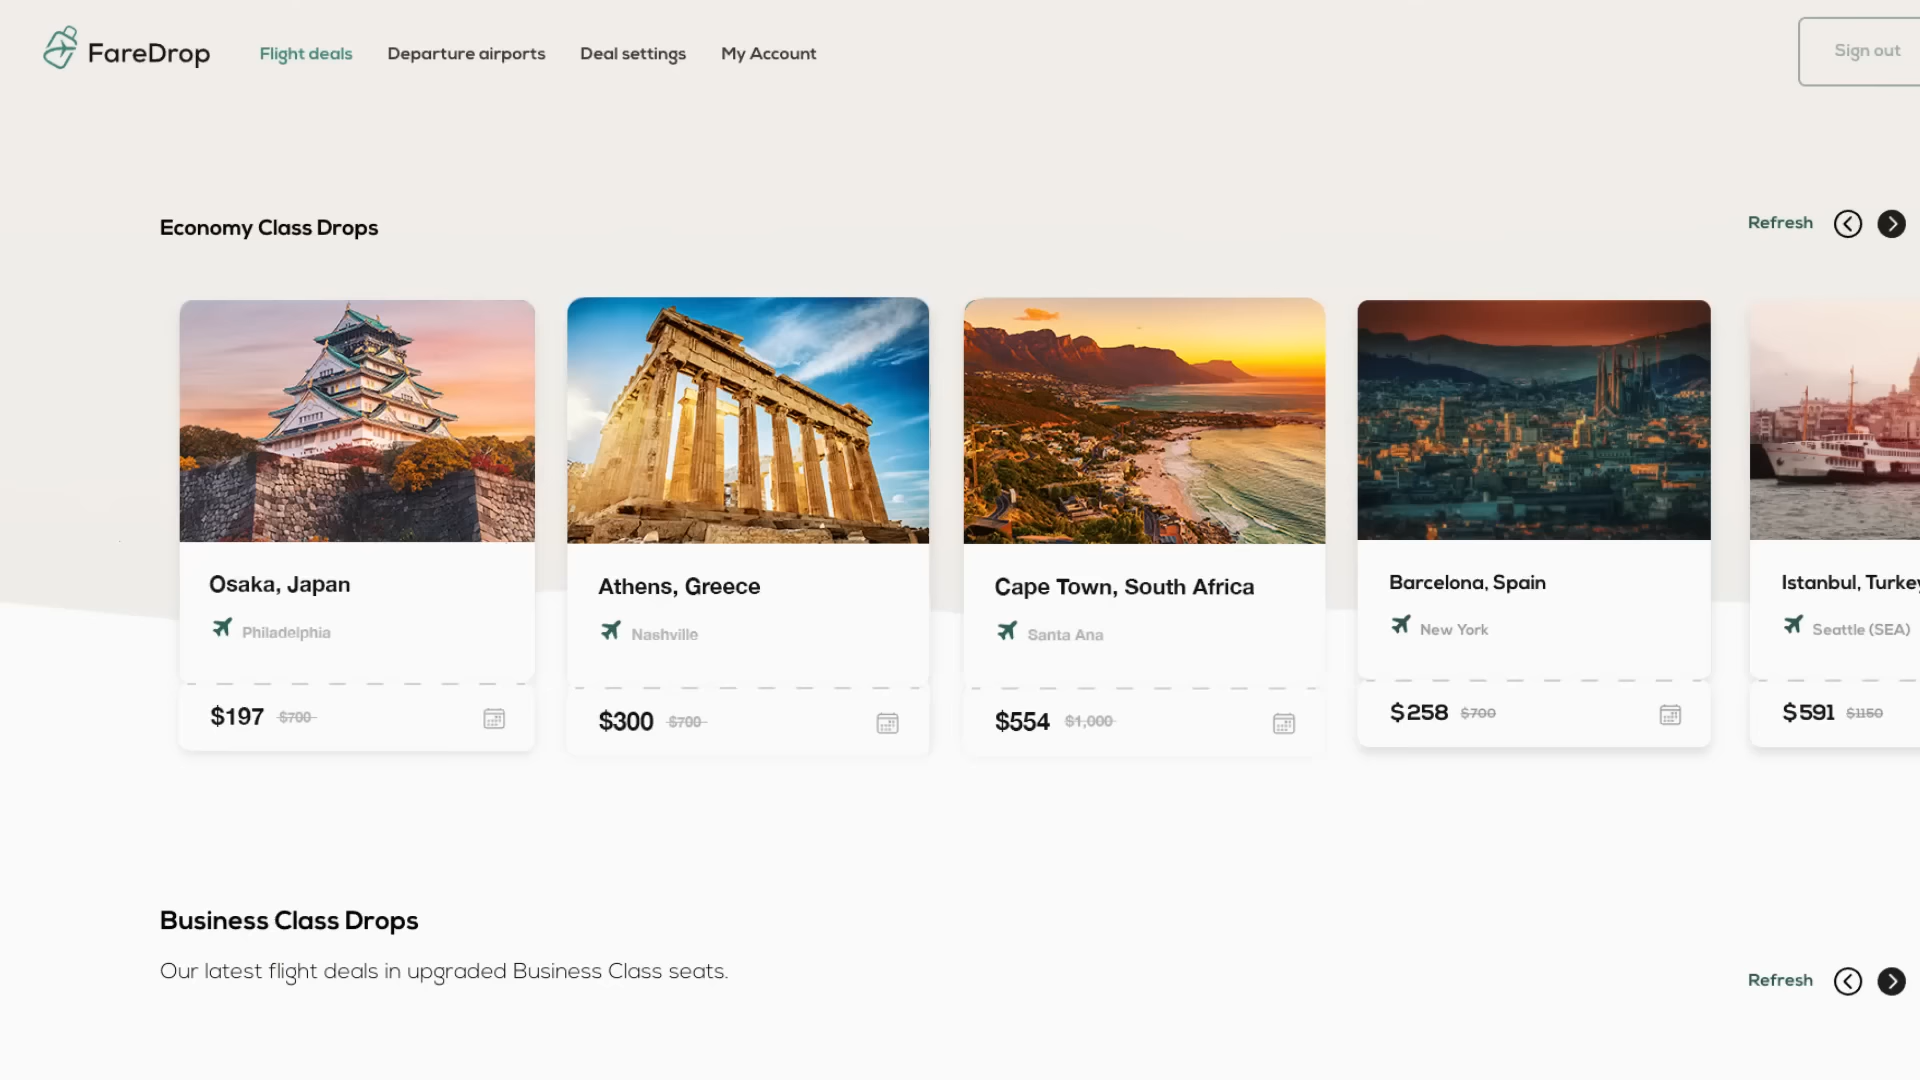 FareDrop
Flight deals
Departure airports
Deal settings
My Account
Sign out
Economy Class Drops
Refresh
Osaka, Japan
Philadelphia
$197 $700
Athens, Greece
Nashville
$300 $700
Cape Town, South Africa
Santa Ana
$554 $1,000
Barcelona, Spain
New York
$258 $700
Istanbul, Turkey
Seattle (SEA)
$591 $1150
Business Class Drops
Our latest flight deals in upgraded Business Class seats.
Refresh